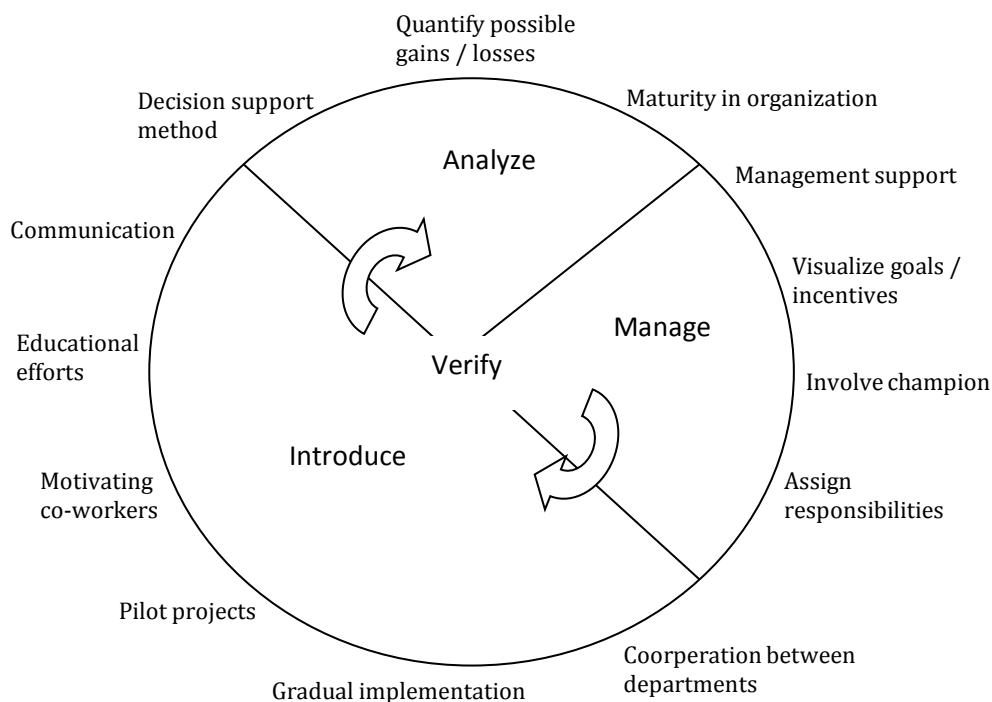 Quantify possible
gains / losses
Decision support
method
Maturity in organization
Analyze
Management support
Communication
Visualize goals /
incentives
Manage
Educational
efforts
Verify
Involve champion
Introduce
Motivating
co-workers
Assign
responsibilities
Pilot projects
Coorperation between
departments
Gradual implementation